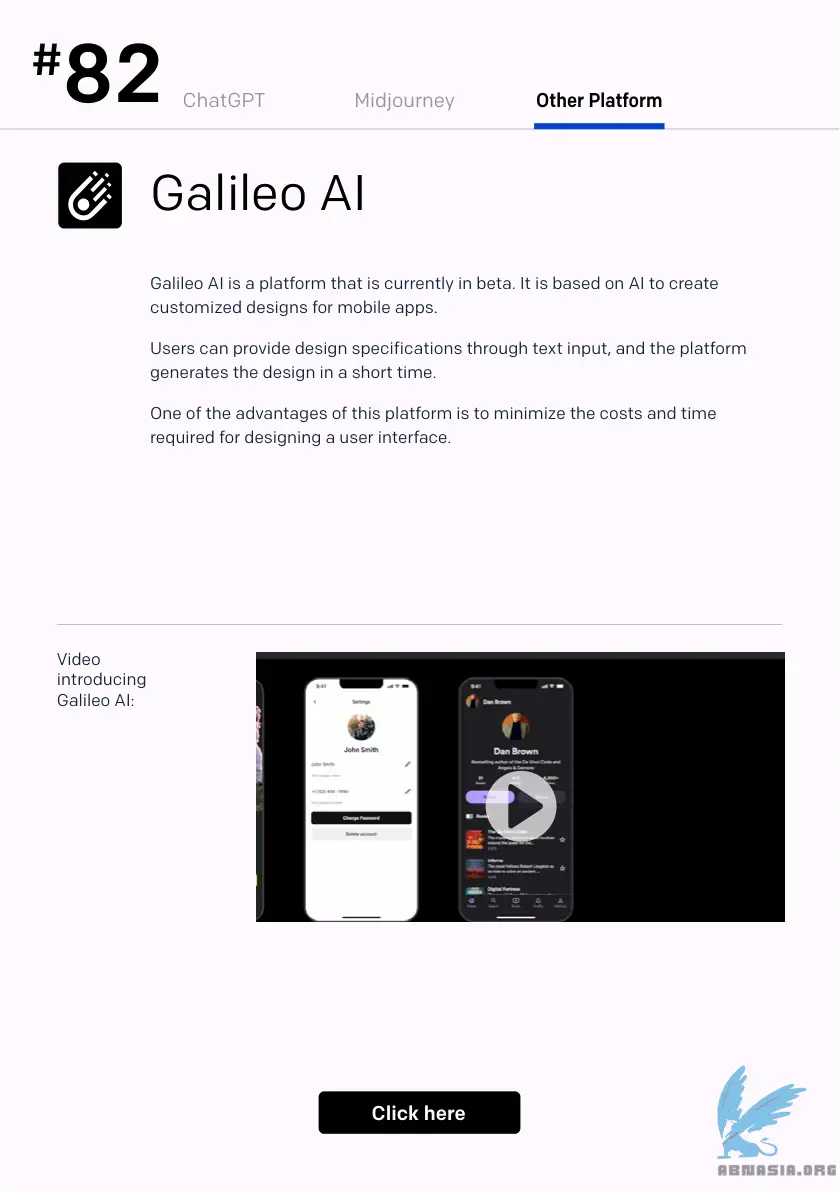 #82
ChatGPT
Midjourney
Other Platform
Galileo AI
Galileo AI is a platform that is currently in beta. It is based on AI to create
customized designs for mobile apps.
Users can provide design specifications through text input, and the platform
generates the design in a short time.
One of the advantages of this platform is to minimize the costs and time
required for designing a user interface.
Video
introducing
Galileo AI:
9:41
Settings
John Smith
John Smith
Change Password
Delete account
9:41
Dan Brown
Dan Brown
Bestselling author of the Da Vinci Code and
Angels & Demons
Inferno
Digital Fortress
Click here
ABNASIA.ORG